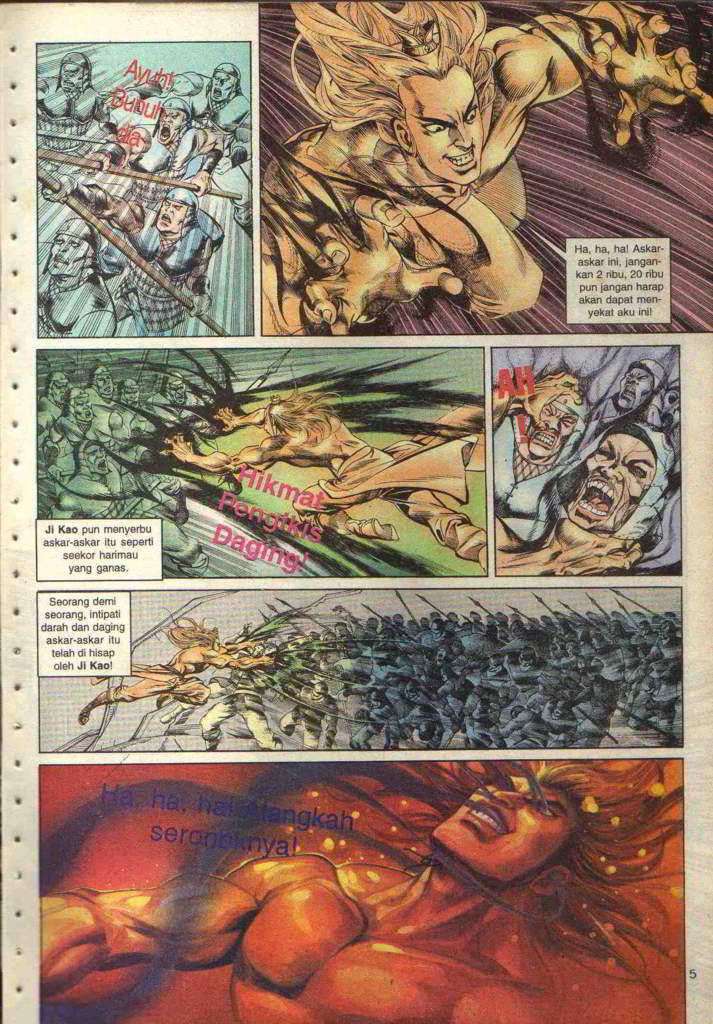 Ayuh!
Bunuh
dia
Ha, ha, ha! Askar-
askar ini, jangan-
kan 2 ribu, 20 ribu
pun jangan harap
akan dapat men-
yekat aku ini!
Hikmat
Pengikis
Daging!
Ji Kao pun menyerbu
askar-askar itu seperti
seekor harimau
yang ganas.
AH
!
Seorang demi
seorang, intipati
darah dan daging
askar-askar itu
telah di hisap
oleh Ji Kao!
Ha, ha, ha! Alangkah
seronoknya!
5